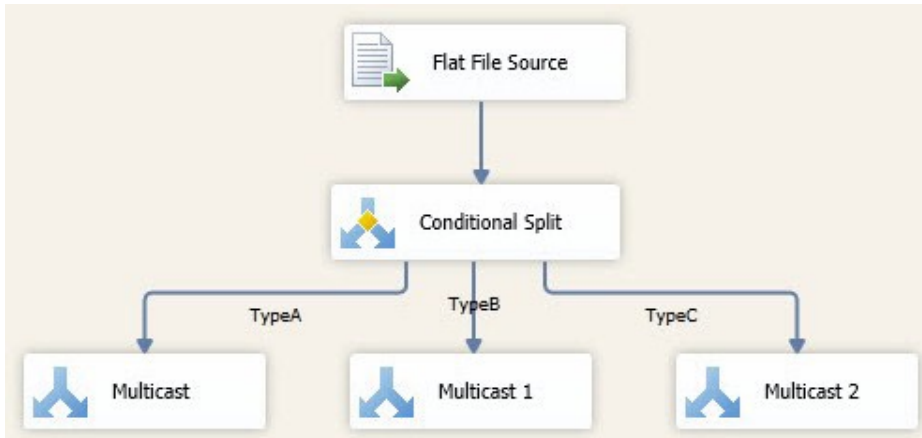 Flat File Source
Conditional Split
TypeA
TypeB
TypeC
Multicast
Multicast 1
Multicast 2